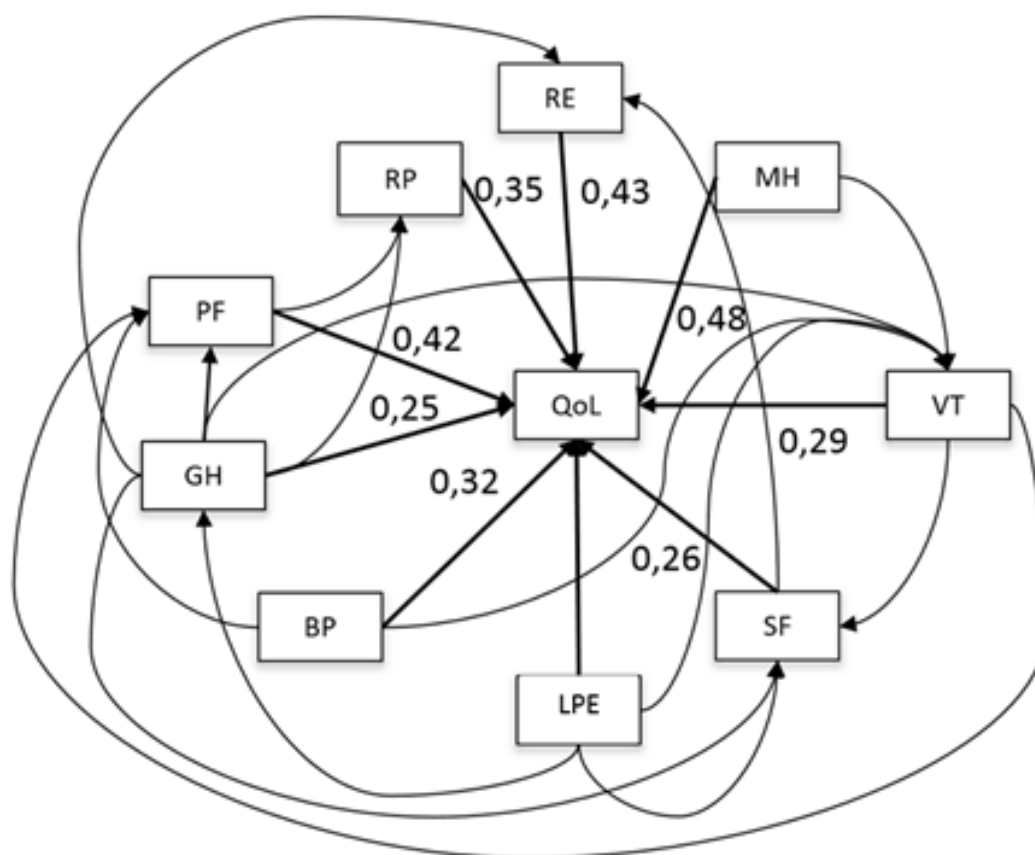 RE
RP
MH
0,35
0,43
PF
0,48
0,42
QoL
VT
0,25
0,29
GH
0,32
0,26
BP
SF
LPE